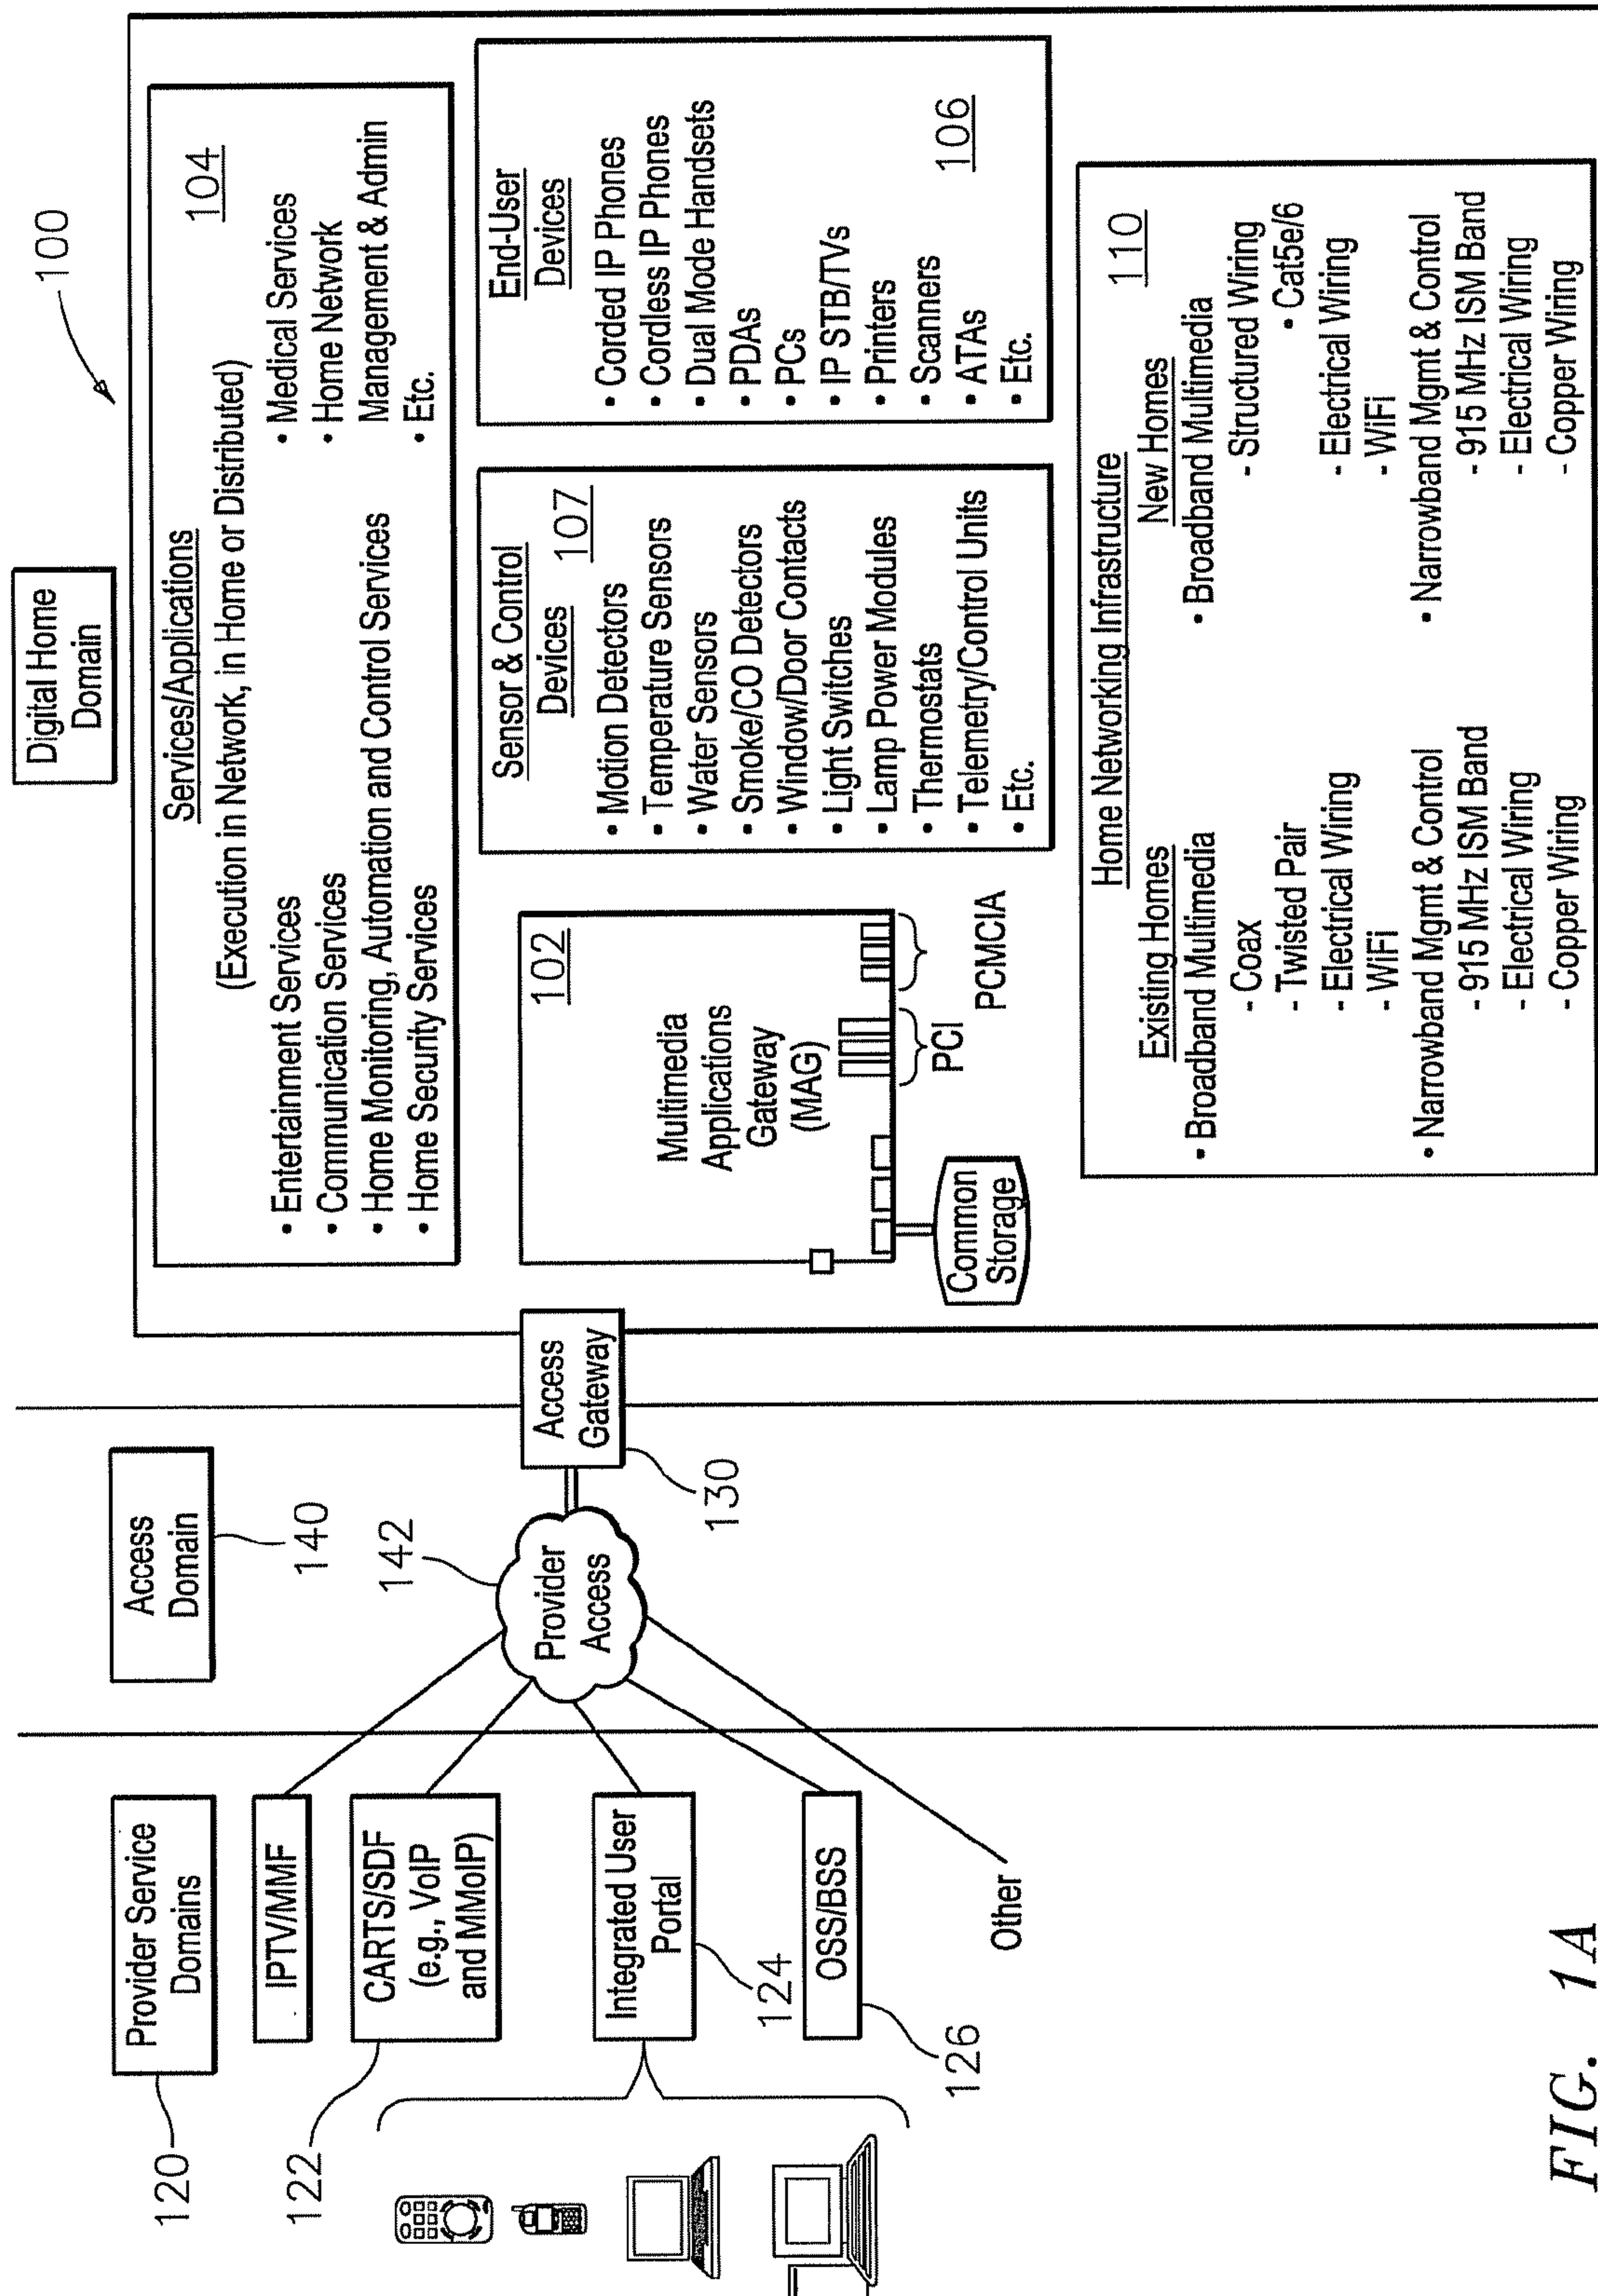 Provider Service
Domains
120
IPTV/MMF
CARTS/SDF
(e.g., VoIP
and MMoIP)
122
Integrated User
Portal
124
OSS/BSS
126
Other
Access
Domain
140
142
Provider
Access
Access
Gateway
130
Digital Home
Domain
100
Services/Applications
104
(Execution in Network, in Home or Distributed)
• Entertainment Services
• Communication Services
• Home Monitoring, Automation and Control Services
• Home Security Services
• Medical Services
• Home Network
Management & Admin
• Etc.
102
Multimedia
Applications
Gateway
(MAG)
PCI
PCMCIA
Common
Storage
Sensor & Control
Devices
107
• Motion Detectors
• Temperature Sensors
• Water Sensors
• Smoke/CO Detectors
• Window/Door Contacts
• Light Switches
• Lamp Power Modules
• Thermostats
• Telemetry/Control Units
• Etc.
End-User
Devices
• Corded IP Phones
• Cordless IP Phones
• Dual Mode Handsets
• PDAs
• PCs
• IP STB/TVs
• Printers
• Scanners
• ATAs
• Etc.
106
Home Networking Infrastructure
110
Existing Homes
• Broadband Multimedia
- Coax
- Twisted Pair
- Electrical Wiring
- WiFi
• Narrowband Mgmt & Control
- 915 MHz ISM Band
- Electrical Wiring
- Copper Wiring
New Homes
• Broadband Multimedia
- Structured Wiring
• Cat5e/6
- Electrical Wiring
- WiFi
• Narrowband Mgmt & Control
- 915 MHz ISM Band
- Electrical Wiring
- Copper Wiring
FIG. 1A